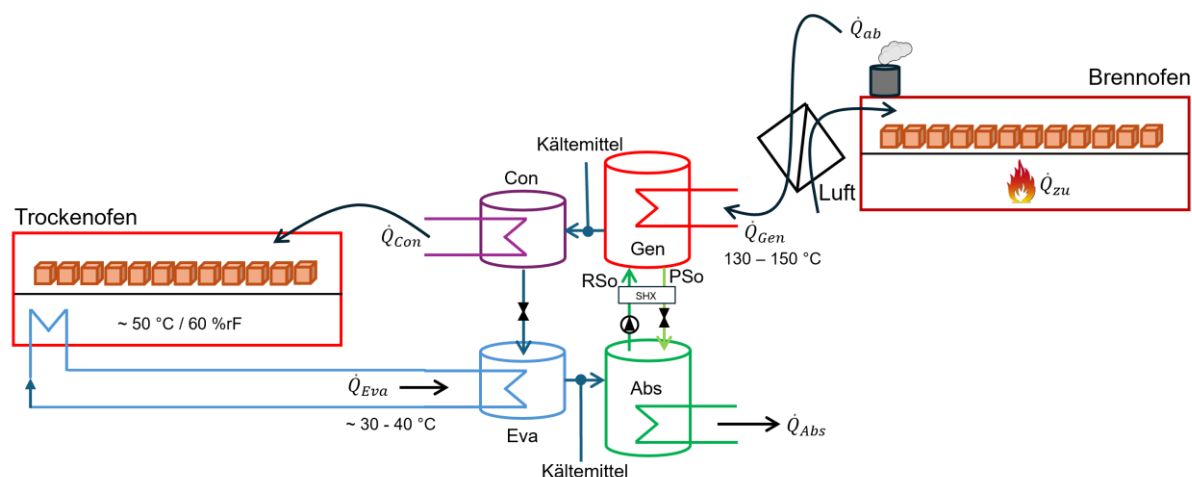 Q̇ab
Brennofen
Kältemittel
Con
Luft
Q̇zu
Trockenofen
Q̇Con
Gen
Q̇Gen
130 – 150 °C
RSo
PSo
SHX
~ 50 °C / 60 %rF
Q̇Eva
~ 30 - 40 °C
Eva
Abs
Q̇Abs
Kältemittel